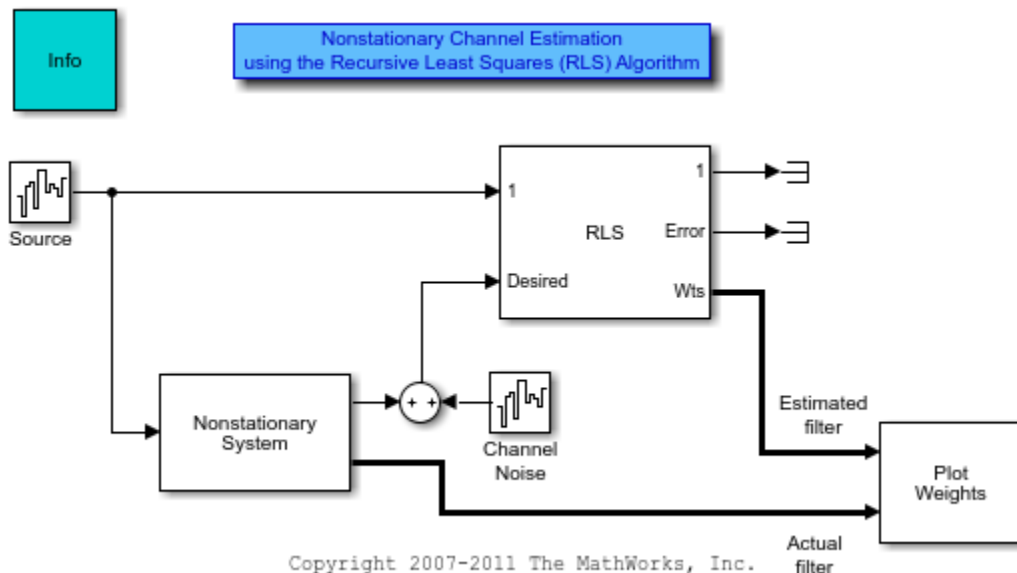 Info
Nonstationary Channel Estimation
using the Recursive Least Squares (RLS) Algorithm
Source
1
Desired
RLS
1
Error
Wts
Nonstationary
System
+ +
Channel
Noise
Estimated
filter
Plot
Weights
Actual
filter
Copyright 2007-2011 The MathWorks, Inc.